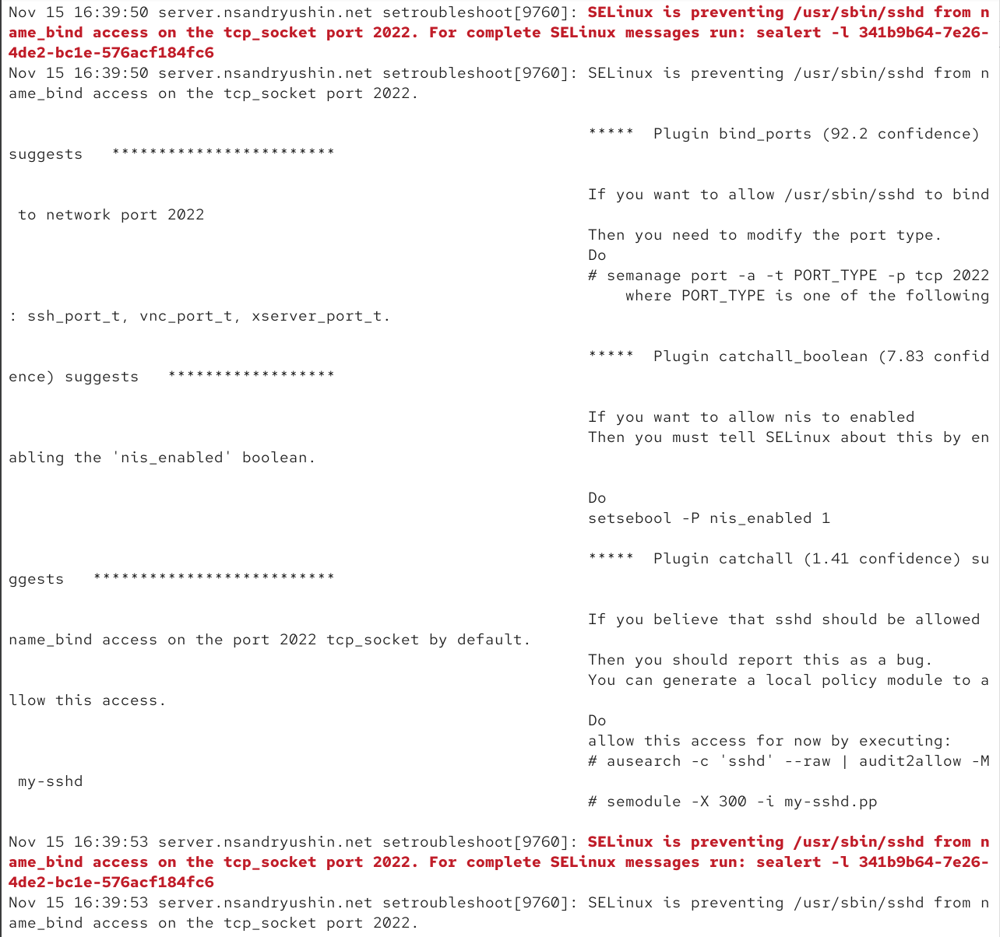 Nov 15 16:39:50 server.nsandryushin.net setroubleshoot[9760]: SELinux is preventing /usr/sbin/sshd from n
ame_bind access on the tcp_socket port 2022. For complete SELinux messages run: sealert -l 341b9b64-7e26-
4de2-bc1e-576acf184fc6
Nov 15 16:39:50 server.nsandryushin.net setroubleshoot[9760]: SELinux is preventing /usr/sbin/sshd from n
ame_bind access on the tcp_socket port 2022.
***** Plugin bind_ports (92.2 confidence)
suggests ************************
If you want to allow /usr/sbin/sshd to bind
to network port 2022
Then you need to modify the port type.
Do
# semanage port -a -t PORT_TYPE -p tcp 2022
where PORT_TYPE is one of the following
: ssh_port_t, vnc_port_t, xserver_port_t.
***** Plugin catchall_boolean (7.83 confid
ence) suggests ******************
If you want to allow nis to enabled
Then you must tell SELinux about this by en
abling the 'nis_enabled' boolean.
Do
setsebool -P nis_enabled 1
***** Plugin catchall (1.41 confidence) su
ggests **************************
If you believe that sshd should be allowed
name_bind access on the port 2022 tcp_socket by default.
Then you should report this as a bug.
You can generate a local policy module to a
llow this access.
Do
allow this access for now by executing:
# ausearch -c 'sshd' --raw | audit2allow -M
my-sshd
# semodule -X 300 -i my-sshd.pp
Nov 15 16:39:53 server.nsandryushin.net setroubleshoot[9760]: SELinux is preventing /usr/sbin/sshd from n
ame_bind access on the tcp_socket port 2022. For complete SELinux messages run: sealert -l 341b9b64-7e26-
4de2-bc1e-576acf184fc6
Nov 15 16:39:53 server.nsandryushin.net setroubleshoot[9760]: SELinux is preventing /usr/sbin/sshd from n
ame_bind access on the tcp_socket port 2022.